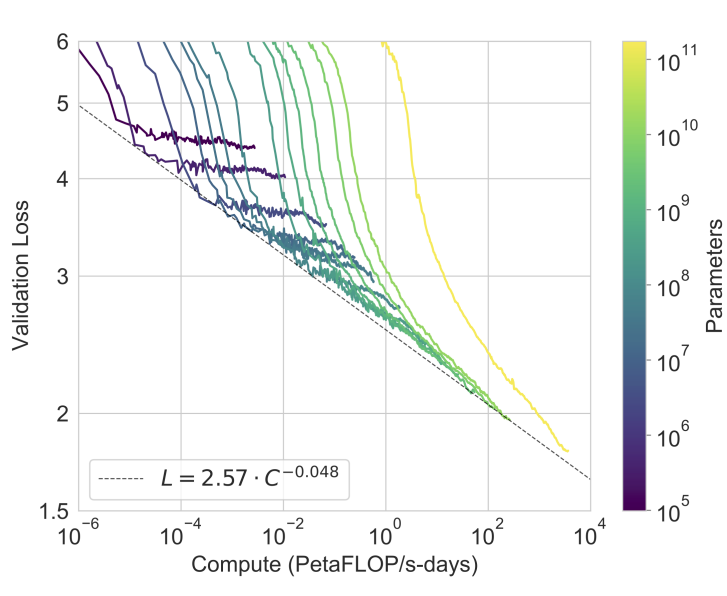 6
5
4
3
2
1.5
Validation Loss
L = 2.57 · C^{−0.048}
10^{−6} 10^{−4} 10^{−2} 10^{0} 10^{2} 10^{4}
Compute (PetaFLOP/s-days)
10^{11}
10^{10}
10^{9}
10^{8}
10^{7}
10^{6}
10^{5}
Parameters